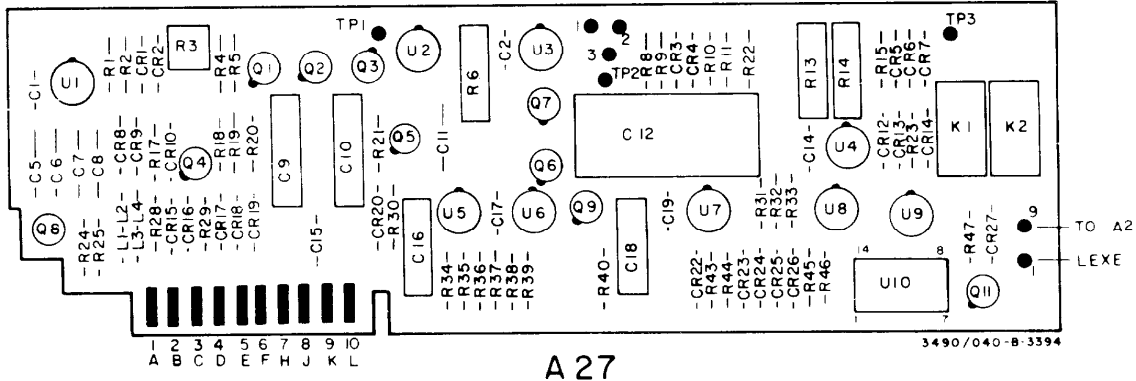 TP1 1 2 TP3
R3 U2 C2 U3 3
C1 U1 R1 R2 CR1 CR2 R4 R5 Q1 Q2 Q3 R6 TP2 R8 R9 CR3 CR4 R10 R11 R22 R13 R14 R15 CR5 CR6 CR7
Q7 K1 K2
C5 C6 C7 C8 CR8 CR9 R17 CR10 Q4 R18 R19 R20 C9 C10 R21 Q5 C11 Q6 C12 C14 U4 CR12 CR13 R23 CR14
Q8 R24 R25 L1 L2 L3 L4 R28 CR15 CR16 R29 CR17 CR18 CR19 C15 CR20 R30 C16 U5 C17 U6 Q9 C18 C19 U7 R31 R32 R33 U8 U9 R47 CR27 9 TO A2
1 LEXE
R34 R35 R36 R37 R38 R39 R40 CR22 R43 R44 CR23 CR24 CR25 CR26 R45 R46 14 8 U10 1 7 Q11
1 2 3 4 5 6 7 8 9 10
A B C D E F H J K L
3490/040-B-3394
A 27